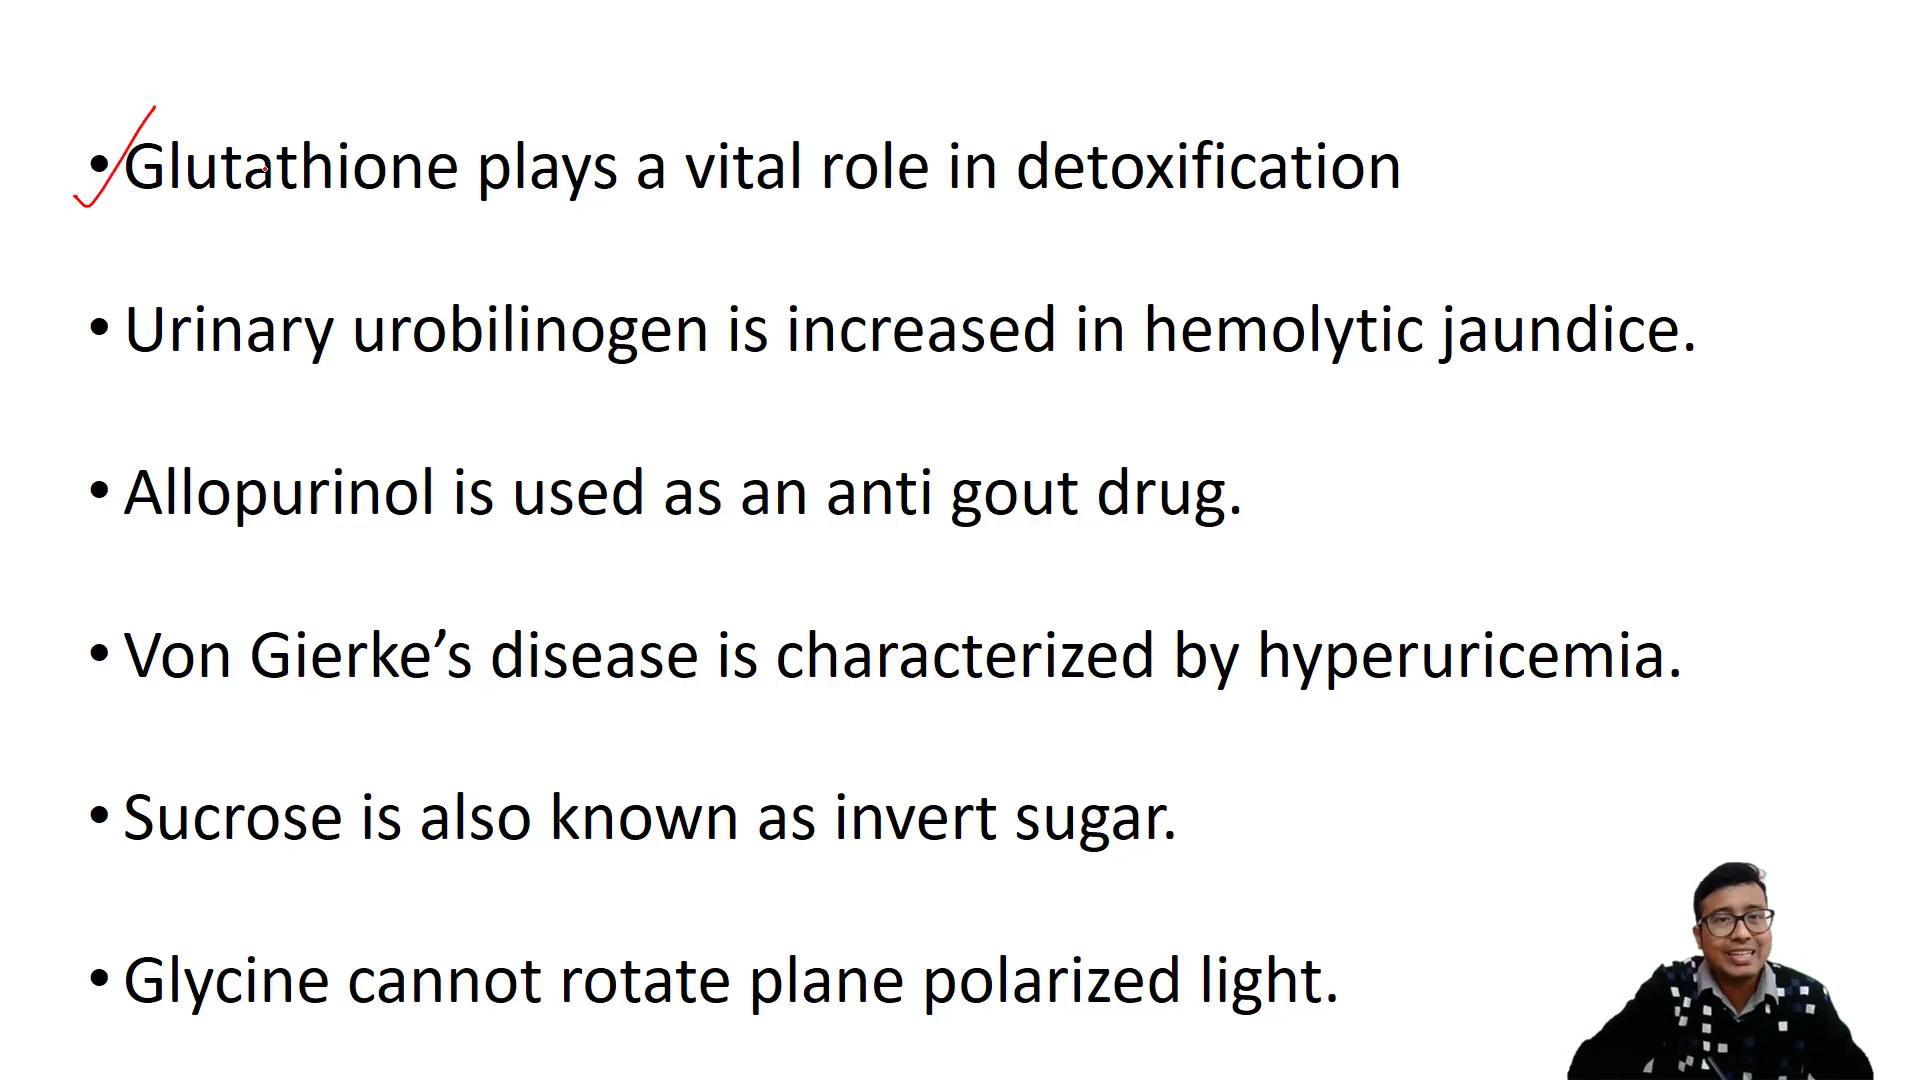 • Glutathione plays a vital role in detoxification
• Urinary urobilinogen is increased in hemolytic jaundice.
• Allopurinol is used as an anti gout drug.
• Von Gierke’s disease is characterized by hyperuricemia.
• Sucrose is also known as invert sugar.
• Glycine cannot rotate plane polarized light.